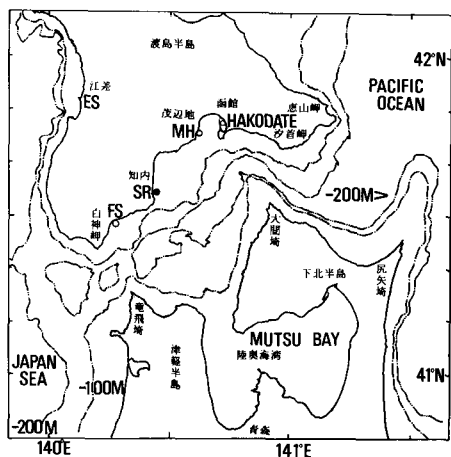 渡島半島
42°N
PACIFIC
OCEAN
江差
ES
函館
恵山岬
茂辺地
HAKODATE
MH
汐首岬
知内
SR
-200M>
白神岬
FS
大間埼
下北半島
尻矢埼
竜飛埼
津軽半島
MUTSU BAY
陸奥海湾
JAPAN
SEA
-100M
41°N
-200M
青森
140°E
141°E